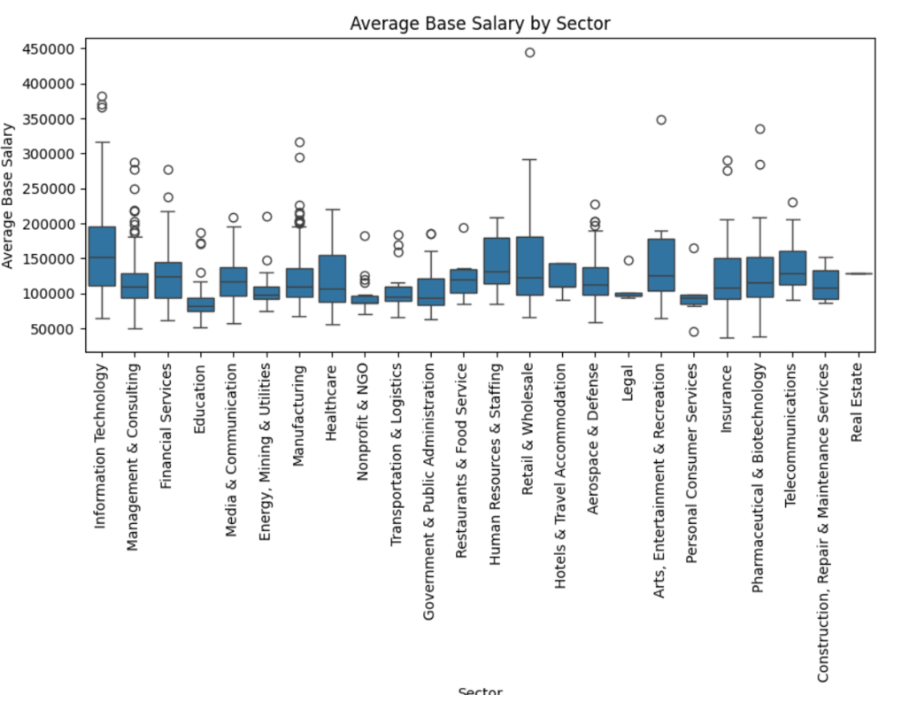 Average Base Salary by Sector
Average Base Salary
450000
400000
350000
300000
250000
200000
150000
100000
50000
Information Technology
Management & Consulting
Financial Services
Education
Media & Communication
Energy, Mining & Utilities
Manufacturing
Healthcare
Nonprofit & NGO
Transportation & Logistics
Government & Public Administration
Restaurants & Food Service
Human Resources & Staffing
Retail & Wholesale
Hotels & Travel Accommodation
Aerospace & Defense
Legal
Arts, Entertainment & Recreation
Personal Consumer Services
Insurance
Pharmaceutical & Biotechnology
Telecommunications
Construction, Repair & Maintenance Services
Real Estate
Sector